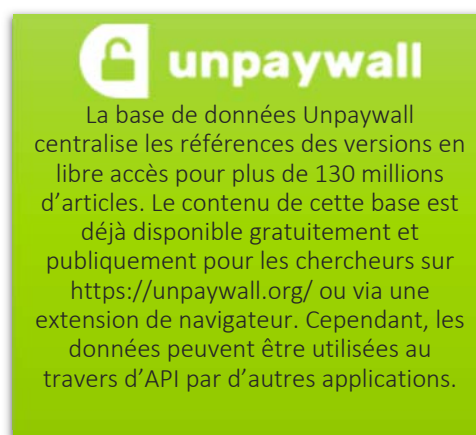 unpaywall
La base de données Unpaywall
centralise les références des versions en
libre accès pour plus de 130 millions
d’articles. Le contenu de cette base est
déjà disponible gratuitement et
publiquement pour les chercheurs sur
https://unpaywall.org/ ou via une
extension de navigateur. Cependant, les
données peuvent être utilisées au
travers d’API par d’autres applications.